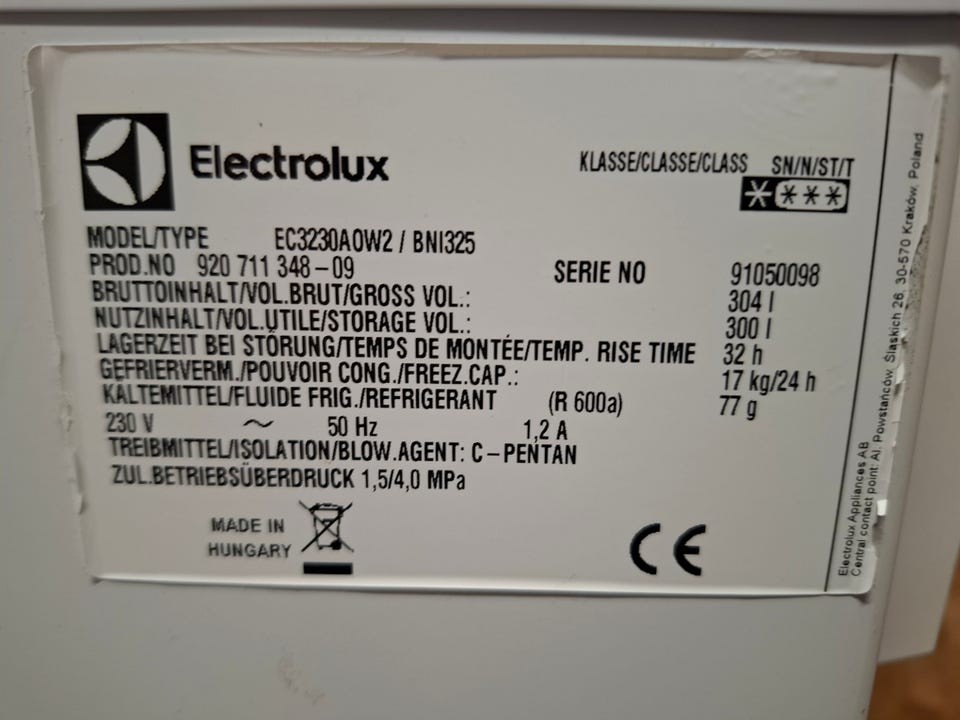 Electrolux
KLASSE/CLASSE/CLASS SN/N/ST/T
MODEL/TYPE EC3230AOW2 / BNI325
PROD.NO 920 711 348-09 SERIE NO 91050098
BRUTTOINHALT/VOL.BRUT/GROSS VOL.: 304 l
NUTZINHALT/VOL.UTILE/STORAGE VOL.: 300 l
LAGERZEIT BEI STÖRUNG/TEMPS DE MONTÉE/TEMP. RISE TIME 32 h
GEFRIERVERM./POUVOIR CONG./FREEZ.CAP.: 17 kg/24 h
KÄLTEMITTEL/FLUIDE FRIG./REFRIGERANT (R 600a) 77 g
230 V ~ 50 Hz 1,2 A
TREIBMITTEL/ISOLATION/BLOW.AGENT: C-PENTAN
ZUL.BETRIEBSÜBERDRUCK 1,5/4,0 MPa
MADE IN
HUNGARY
CE
Electrolux Appliances AB
Central contact point: Al. Powstańców Śląskich 26, 30-570 Kraków, Poland